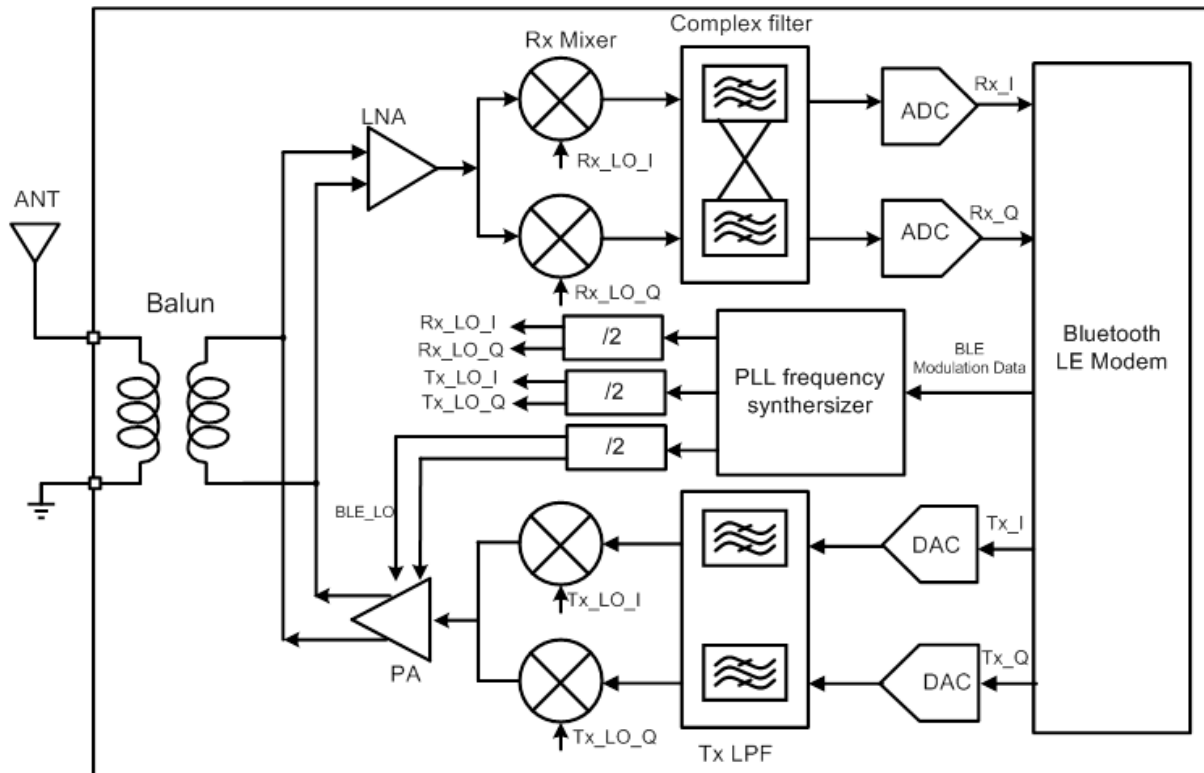 Complex filter
Rx Mixer
LNA
ADC
Rx_I
Rx_LO_I
ANT
ADC
Rx_Q
Balun
Rx_LO_Q
Rx_LO_I
Rx_LO_Q
/2
Tx_LO_I
Tx_LO_Q
/2
/2
PLL frequency
synthersizer
BLE
Modulation Data
Bluetooth
LE Modem
BLE_LO
DAC
Tx_I
Tx_LO_I
PA
DAC
Tx_Q
Tx_LO_Q
Tx LPF